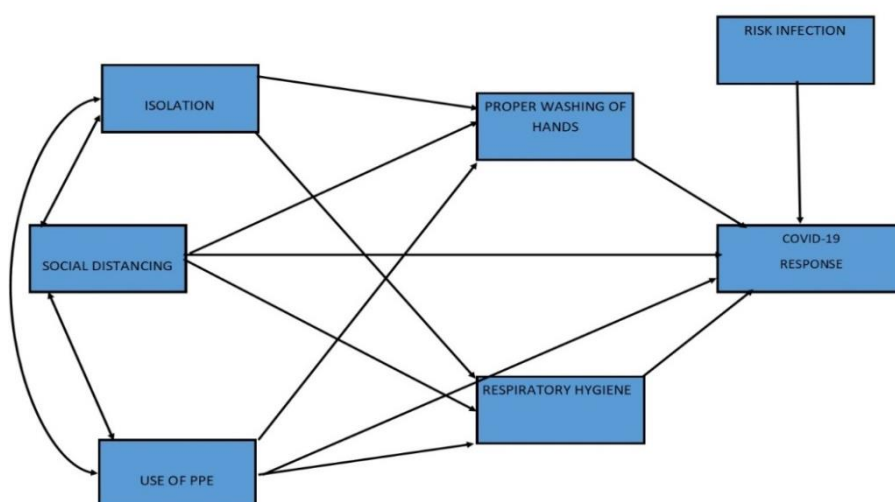 RISK INFECTION
ISOLATION
PROPER WASHING OF
HANDS
SOCIAL DISTANCING
COVID-19
RESPONSE
RESPIRATORY HYGIENE
USE OF PPE